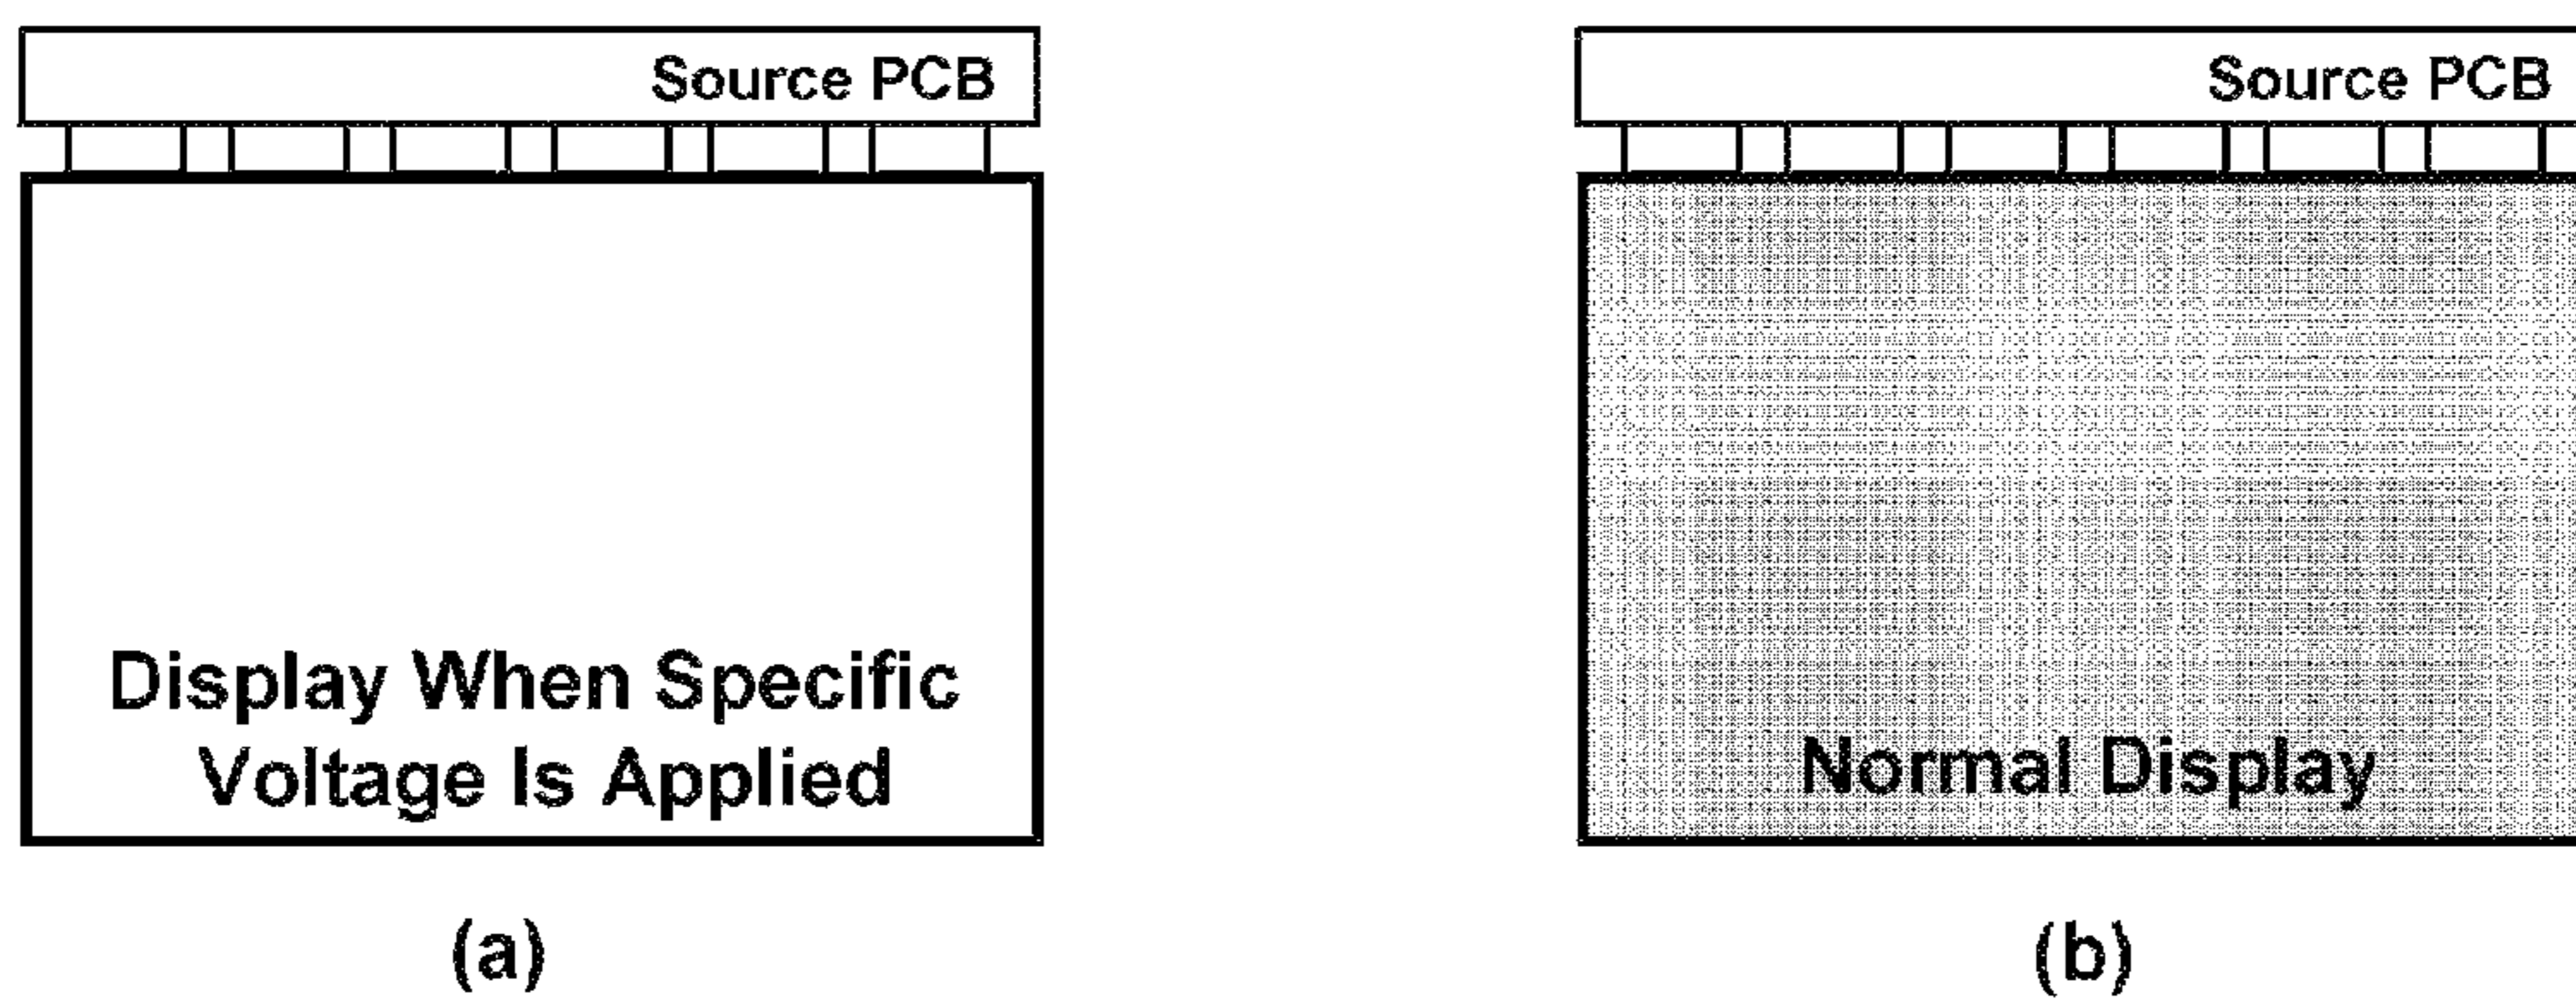 Source PCB
Display When Specific
Voltage Is Applied
(a)
Source PCB
Normal Display
(b)